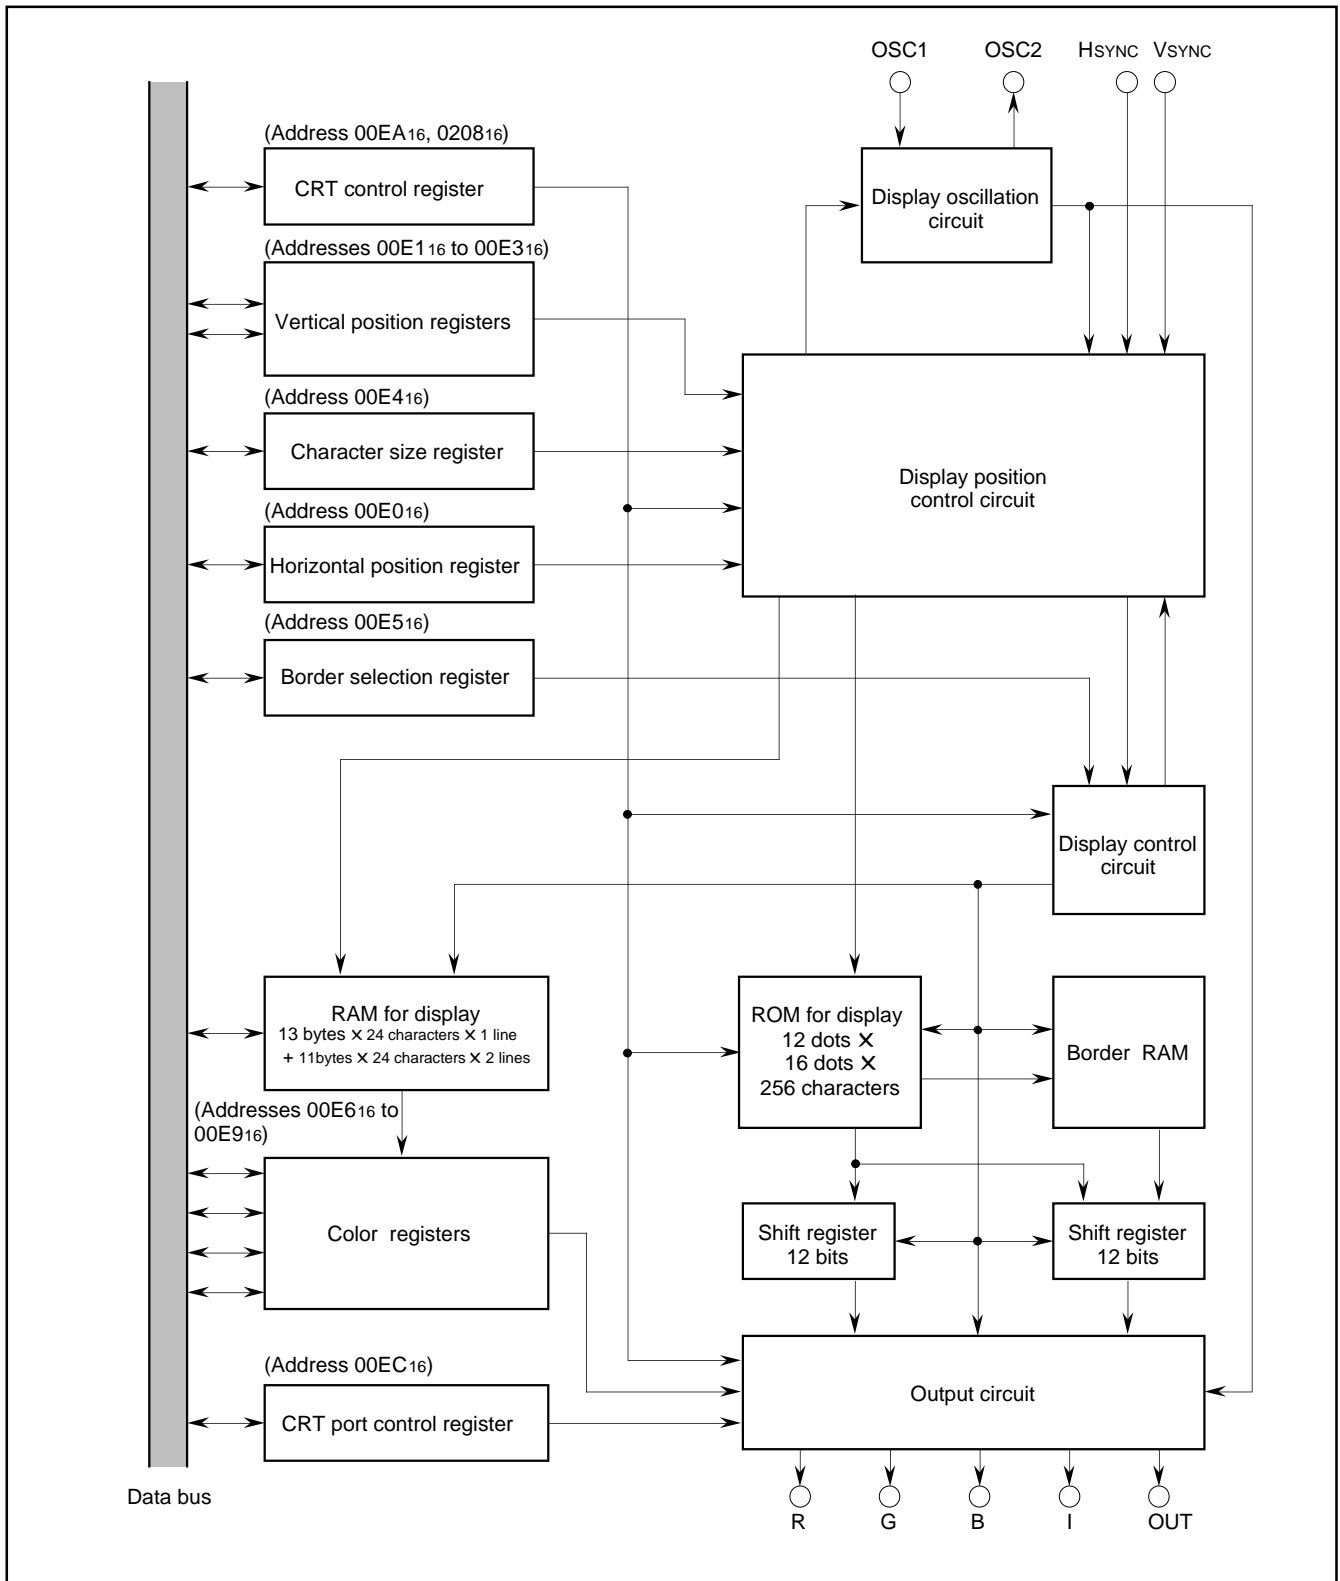 OSC1
OSC2
HSYNC
VSYNC
(Address 00EA16, 020816)
CRT control register
Display oscillation
circuit
(Addresses 00E116 to 00E316)
Vertical position registers
(Address 00E416)
Character size register
Display position
control circuit
(Address 00E016)
Horizontal position register
(Address 00E516)
Border selection register
Display control
circuit
RAM for display
13 bytes × 24 characters × 1 line
+ 11bytes × 24 characters × 2 lines
ROM for display
12 dots ×
16 dots ×
256 characters
Border RAM
(Addresses 00E616 to
00E916)
Color registers
Shift register
12 bits
Shift register
12 bits
(Address 00EC16)
CRT port control register
Output circuit
Data bus
R
G
B
I
OUT